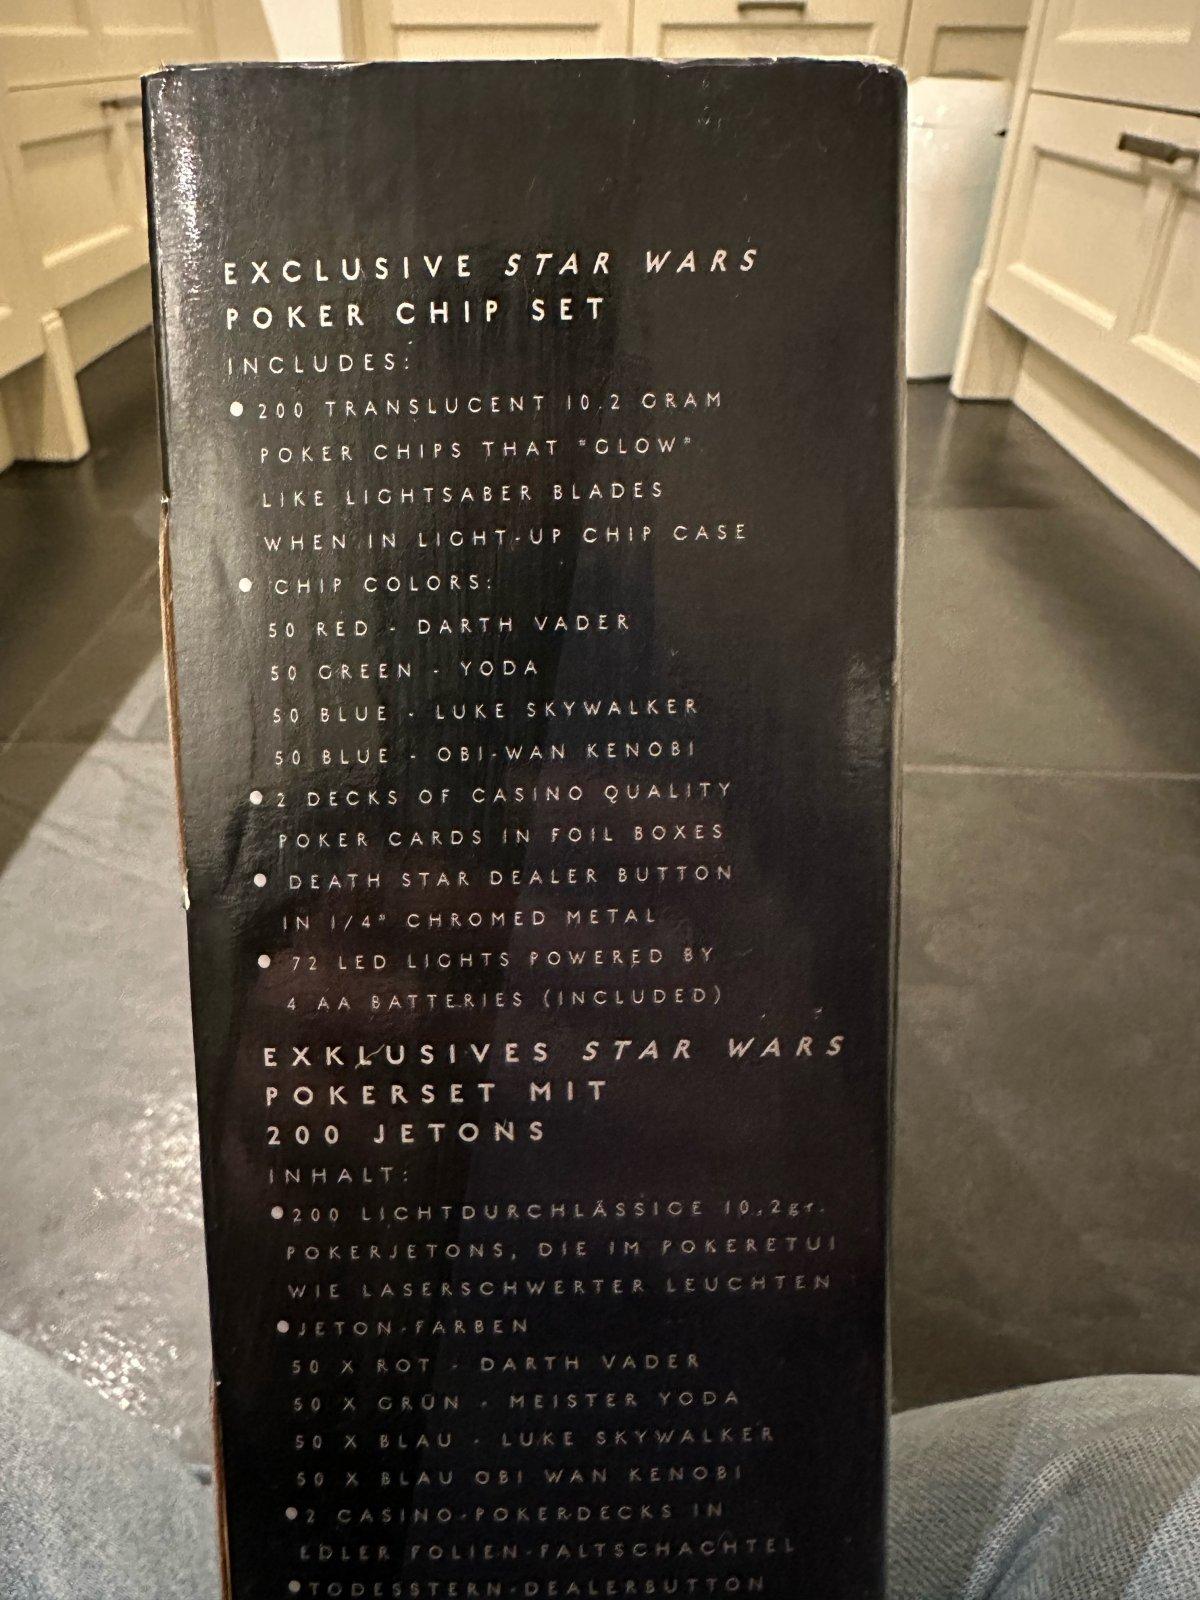 EXCLUSIVE STAR WARS
POKER CHIP SET
INCLUDES:
● 200 TRANSLUCENT 10.2 GRAM
POKER CHIPS THAT "GLOW"
LIKE LIGHTSABER BLADES
WHEN IN LIGHT-UP CHIP CASE
● CHIP COLORS:
50 RED - DARTH VADER
50 GREEN - YODA
50 BLUE - LUKE SKYWALKER
50 BLUE - OBI-WAN KENOBI
● 2 DECKS OF CASINO QUALITY
POKER CARDS IN FOIL BOXES
● DEATH STAR DEALER BUTTON
IN 1/4" CHROMED METAL
● 72 LED LIGHTS POWERED BY
4 AA BATTERIES (INCLUDED)
EXKLUSIVES STAR WARS
POKERSET MIT
200 JETONS
INHALT:
● 200 LICHTDURCHLÄSSIGE 10,2gr.
POKERJETONS, DIE IM POKERETUI
WIE LASERSCHWERTER LEUCHTEN
● JETON-FARBEN
50 X ROT - DARTH VADER
50 X GRÜN - MEISTER YODA
50 X BLAU - LUKE SKYWALKER
50 X BLAU OBI WAN KENOBI
● 2 CASINO-POKERDECKS IN
EDLER FOLIEN-FALTSCHACHTEL
● TODESSTERN-DEALERBUTTON